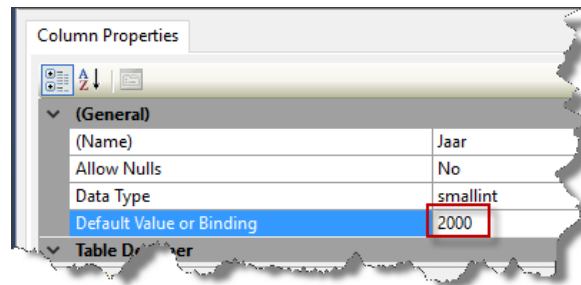 Column Properties
(General)
(Name) Jaar
Allow Nulls No
Data Type smallint
Default Value or Binding 2000
Table Designer